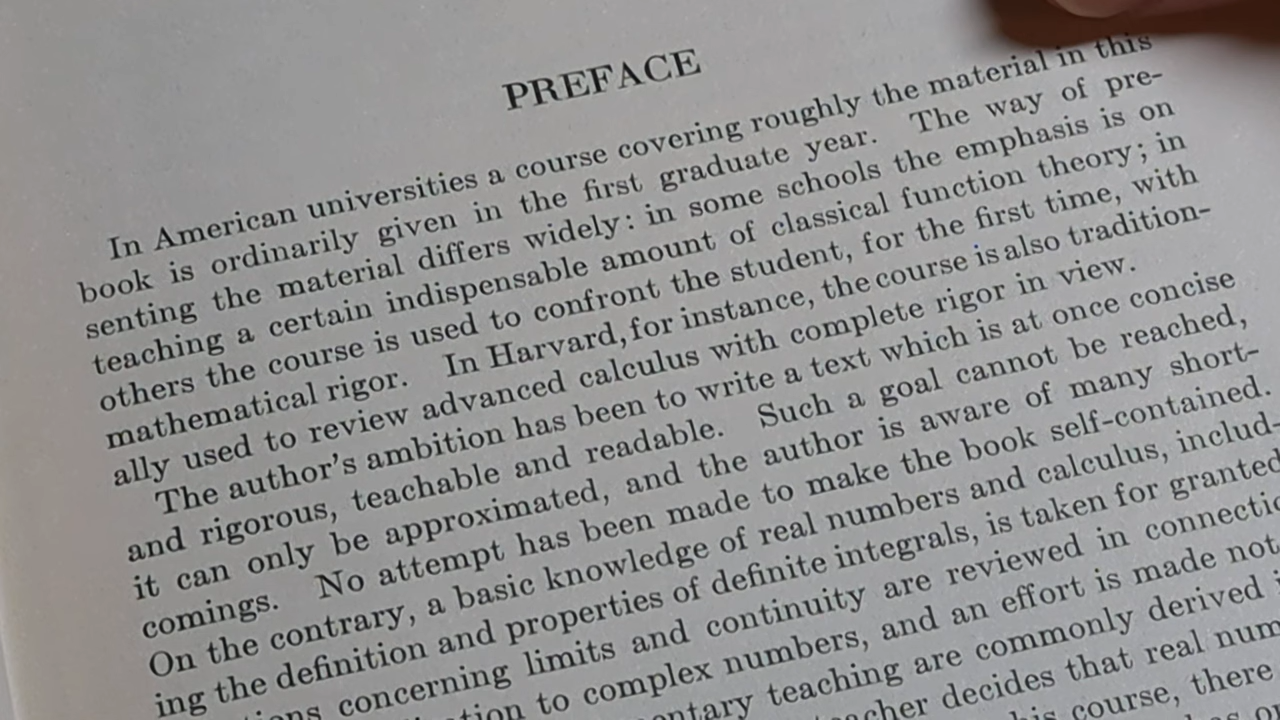 PREFACE
In American universities a course covering roughly the material in this
book is ordinarily given in the first graduate year. The way of pre-
senting the material differs widely: in some schools the emphasis is on
teaching a certain indispensable amount of classical function theory; in
others the course is used to confront the student, for the first time, with
mathematical rigor. In Harvard, for instance, the course is also tradition-
ally used to review advanced calculus with complete rigor in view.
The author's ambition has been to write a text which is at once concise
and rigorous, teachable and readable. Such a goal cannot be reached,
it can only be approximated, and the author is aware of many short-
comings. No attempt has been made to make the book self-contained.
On the contrary, a basic knowledge of real numbers and calculus, includ-
ing the definition and properties of definite integrals, is taken for granted
concerning limits and continuity are reviewed in connectio
to complex numbers, and an effort is made not
teaching are commonly derived
decides that real num
course, there